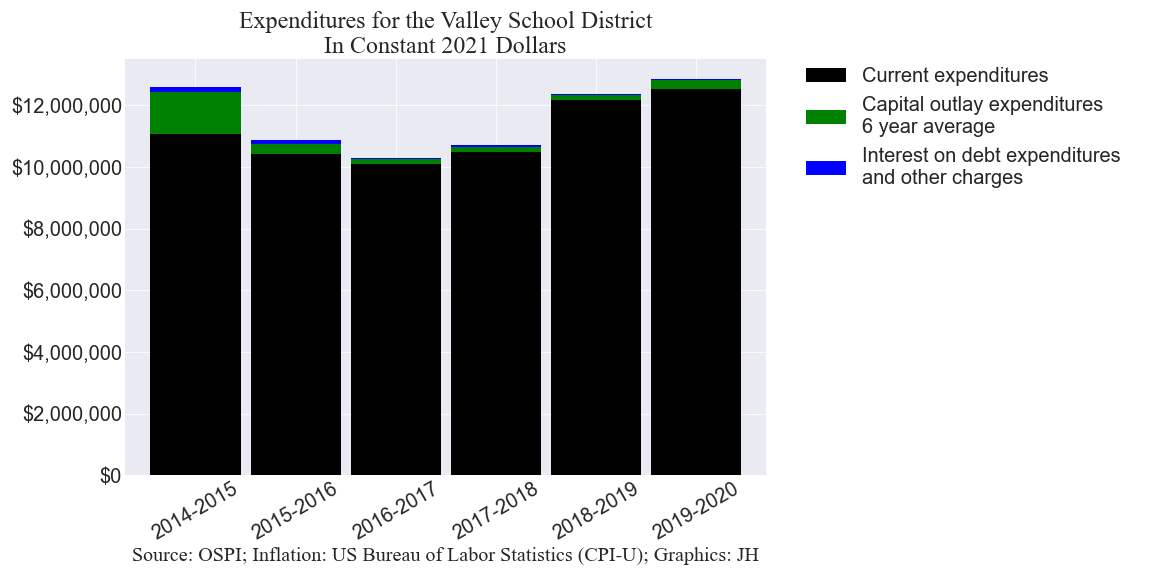 Expenditures for the Valley School District
In Constant 2021 Dollars
$12,000,000
$10,000,000
$8,000,000
$6,000,000
$4,000,000
$2,000,000
$0
2014-2015
2015-2016
2016-2017
2017-2018
2018-2019
2019-2020
Current expenditures
Capital outlay expenditures
6 year average
Interest on debt expenditures
and other charges
Source: OSPI; Inflation: US Bureau of Labor Statistics (CPI-U); Graphics: JH